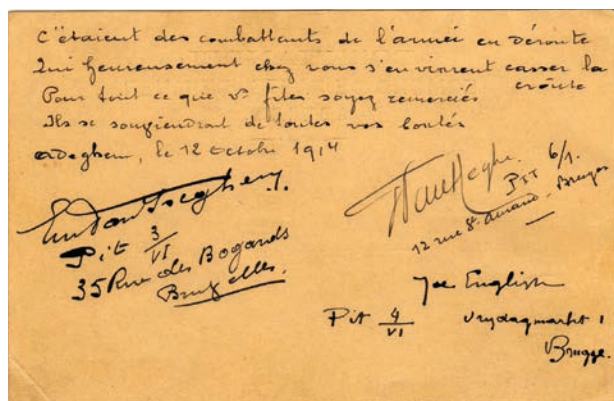 C'étaient des combattants de l'armée en déroute
Qui heureusement chez vous s'en vinrent casser la croûte
Pour tout ce que vs fîtes soyez remerciés
Ils se souviendront de toutes vos bontés
Ardeghem, le 12 Octobre 1914
Pit 3/VI
35 Rue des Bogards
Bruxelles.
Pit 6/1.
12 rue St. Amand. Bruges
Joe English
Pit 4/VI Vrydagmarkt 1
Brugge.